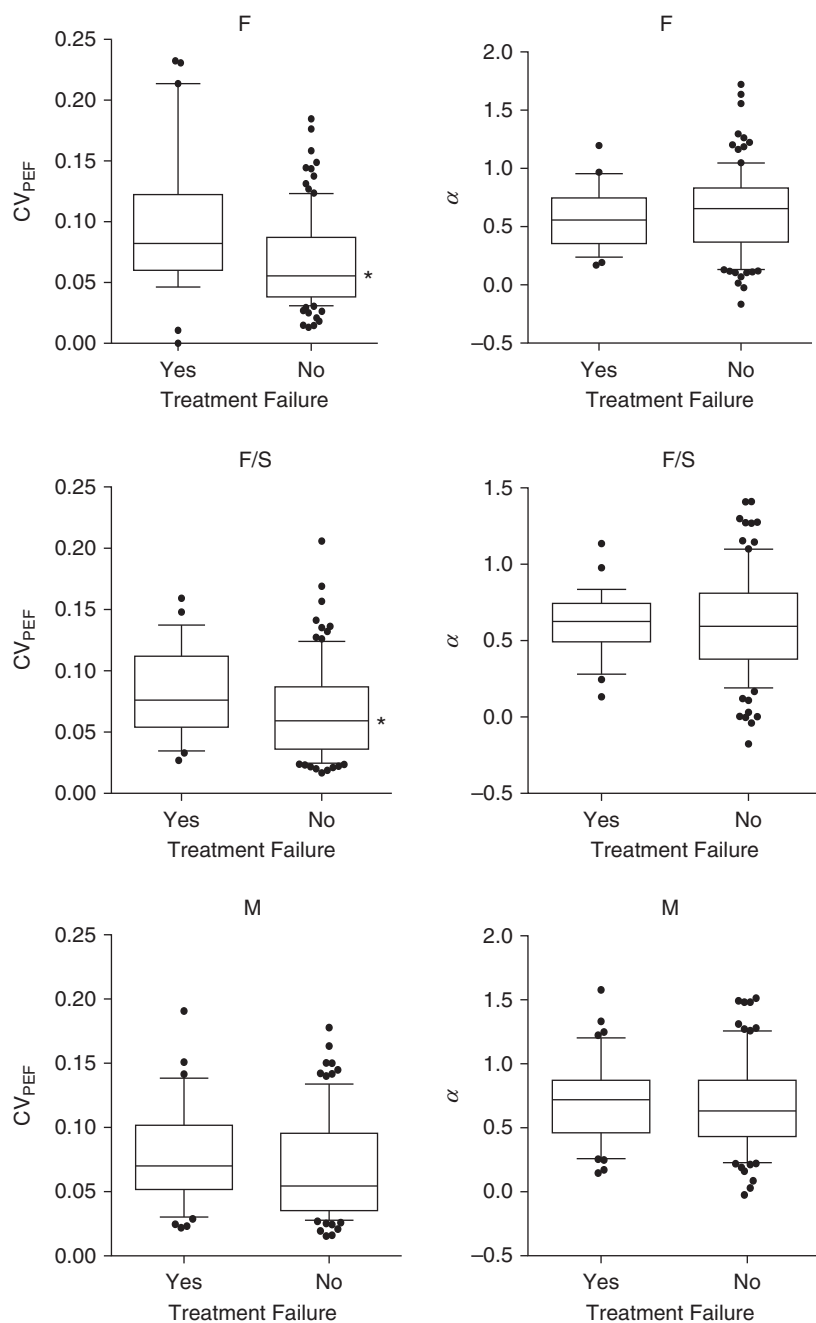 F
0.25
0.20
0.15
0.10
0.05
0.00
CVPEF
*
Yes No
Treatment Failure
F
2.0
1.5
1.0
0.5
0.0
–0.5
α
Yes No
Treatment Failure
F/S
0.25
0.20
0.15
0.10
0.05
0.00
CVPEF
*
Yes No
Treatment Failure
F/S
1.5
1.0
0.5
0.0
–0.5
α
Yes No
Treatment Failure
M
0.25
0.20
0.15
0.10
0.05
0.00
CVPEF
Yes No
Treatment Failure
M
2.0
1.5
1.0
0.5
0.0
–0.5
α
Yes No
Treatment Failure